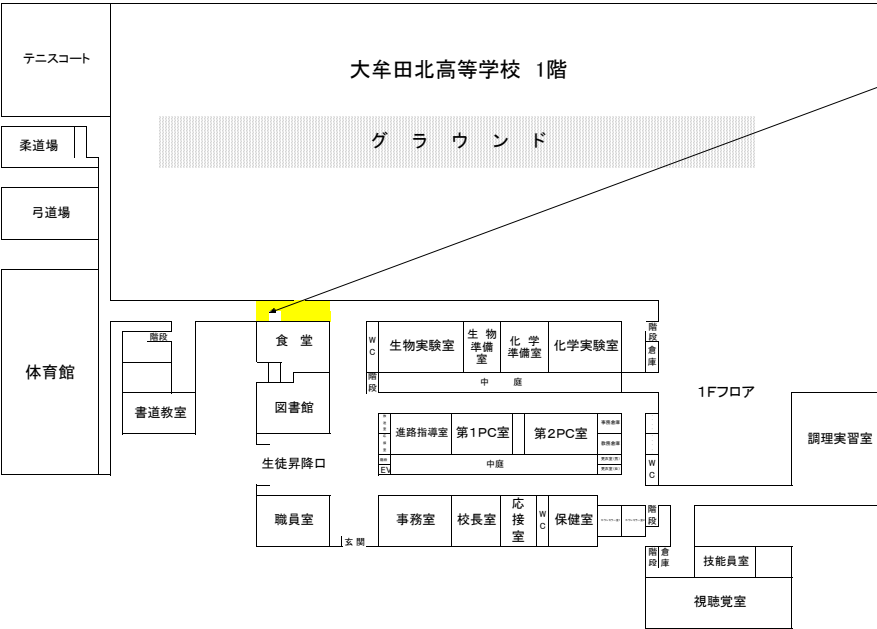 テニスコート
大牟田北高等学校 1階
グラウンド
柔道場
弓道場
体育館
階段
書道教室
食堂
図書館
生徒昇降口
職員室
玄関
WC
生物実験室
生物準備室
化学準備室
化学実験室
階段
倉庫
階段
中庭
進路指導室
第1PC室
第2PC室
事務倉庫
EV
中庭
WC
1Fフロア
調理実習室
事務室
校長室
応接室
WC
保健室
階段
階段
倉庫
技能員室
視聴覚室